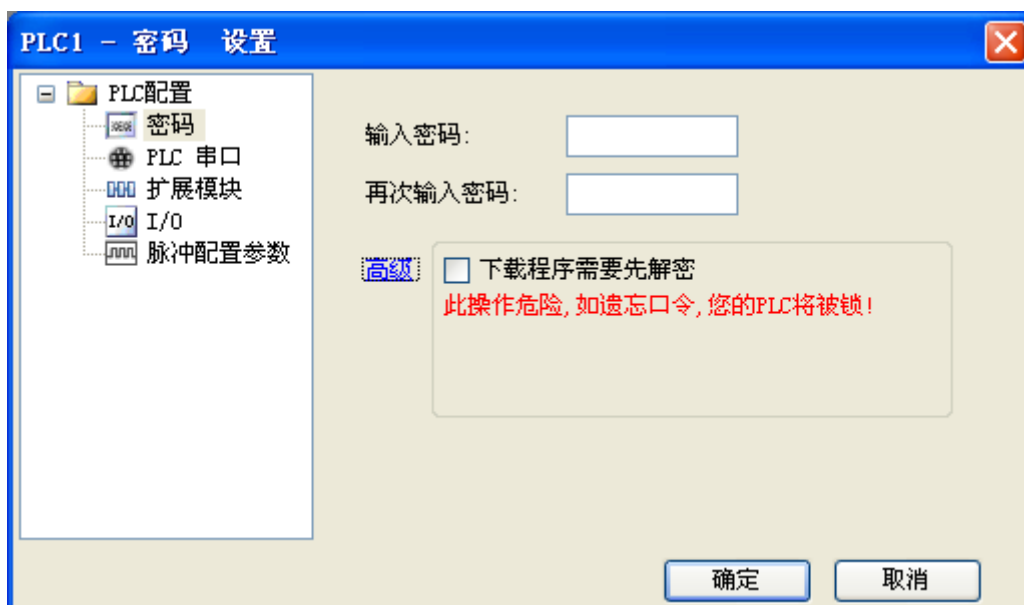 PLC1 - 密码 设置
PLC配置
密码
PLC 串口
扩展模块
I/O
I/O
脉冲配置参数
输入密码:
再次输入密码:
高级
下载程序需要先解密
此操作危险,如遗忘口令,您的PLC将被锁!
确定
取消